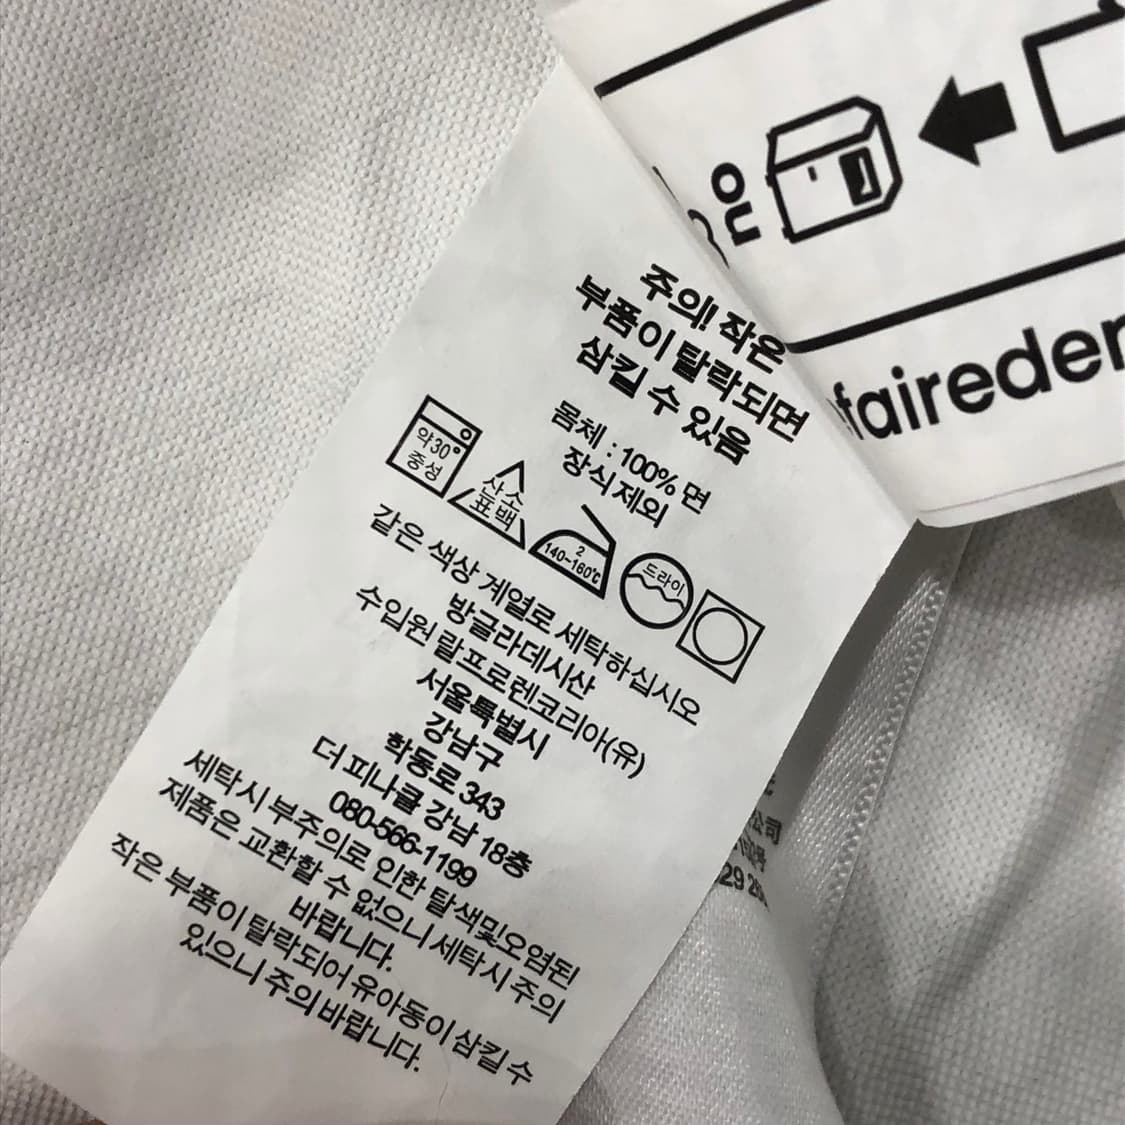 주의! 작은
부품이 탈락되면
삼킬 수 있음
몸체 : 100% 면
장식제외
약30°
중성
산소
표백
2
140~160℃
드라이
같은 색상 계열로 세탁하십시오
방글라데시산
수입원 랄프로렌코리아(유)
서울특별시
강남구
학동로 343
더 피나클 강남 18층
080-566-1199
세탁시 부주의로 인한 탈색및오염된
제품은 교환할 수 없으니 세탁시 주의
바랍니다.
작은 부품이 탈락되어 유아동이 삼킬 수
있으니 주의 바랍니다.
ou
faireder
公司
29